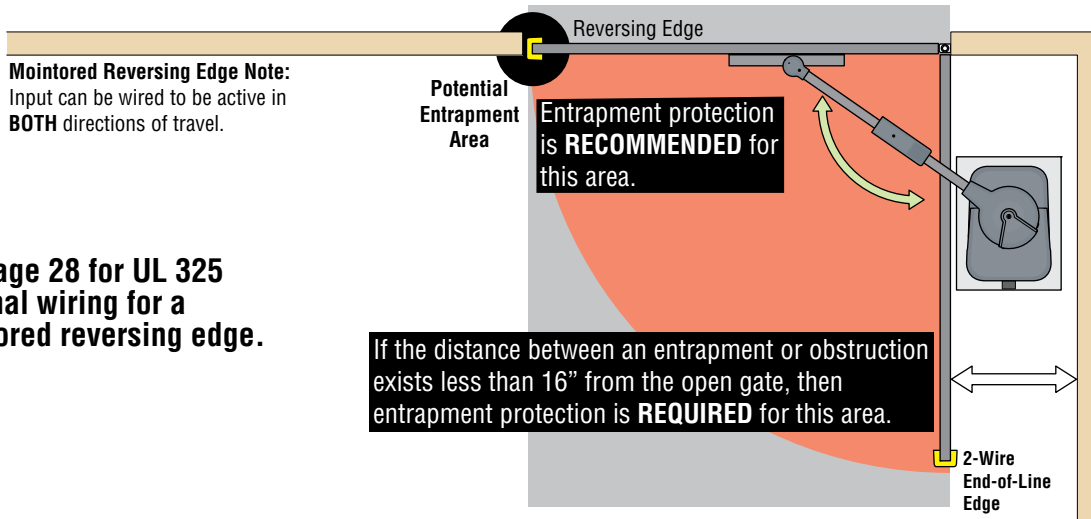 Reversing Edge
Mointored Reversing Edge Note:
Input can be wired to be active in
BOTH directions of travel.
Potential
Entrapment
Area
Entrapment protection
is RECOMMENDED for
this area.
age 28 for UL 325
nal wiring for a
ored reversing edge.
If the distance between an entrapment or obstruction
exists less than 16” from the open gate, then
entrapment protection is REQUIRED for this area.
2-Wire
End-of-Line
Edge